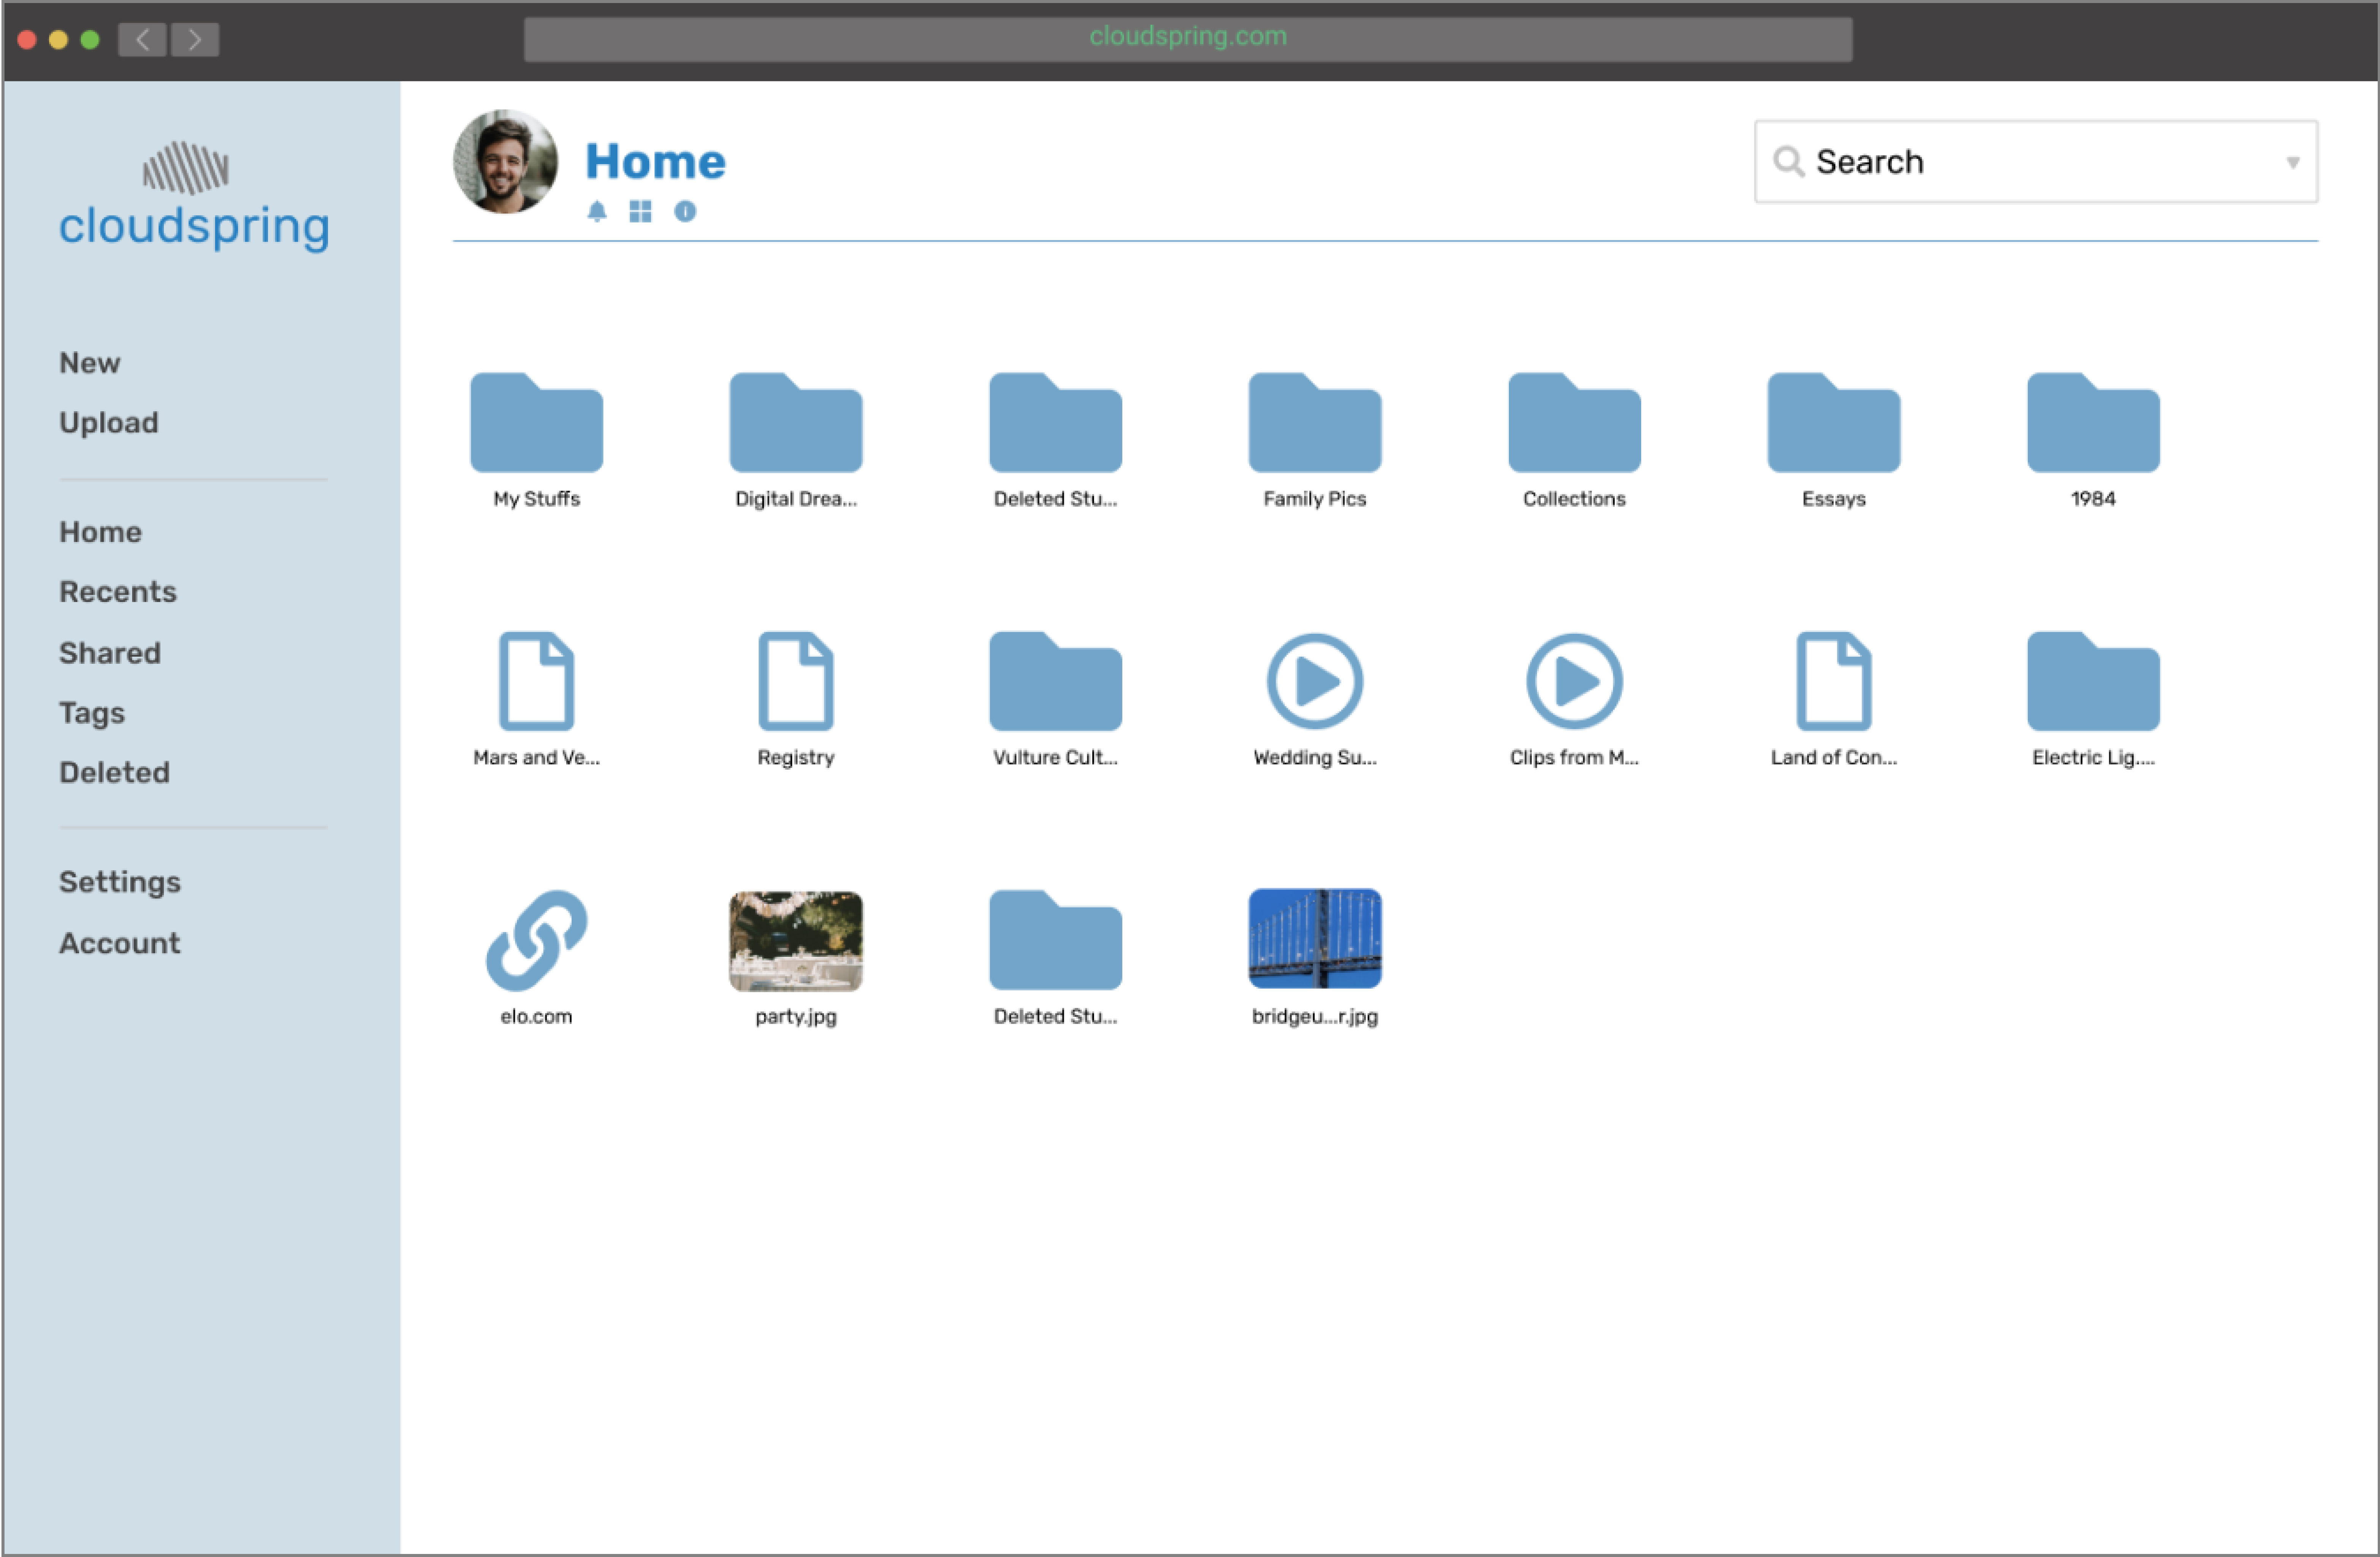 cloudspring.com
cloudspring
New
Upload
Home
Recents
Shared
Tags
Deleted
Settings
Account
Home
Search
My Stuffs
Digital Drea...
Deleted Stu...
Family Pics
Collections
Essays
1984
Mars and Ve...
Registry
Vulture Cult...
Wedding Su...
Clips from M...
Land of Con...
Electric Lig....
elo.com
party.jpg
Deleted Stu...
bridgeu...r.jpg